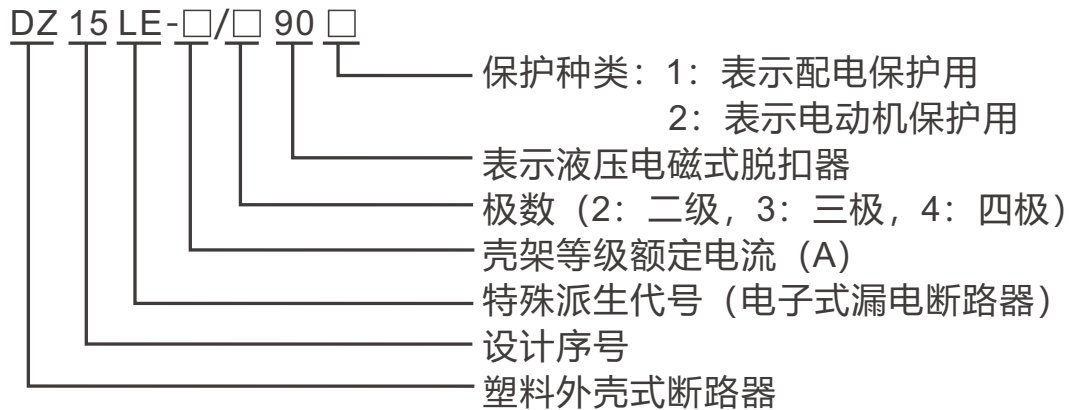 DZ 15 LE-□/□ 90 □
保护种类：1：表示配电保护用
2：表示电动机保护用
表示液压电磁式脱扣器
极数（2：二级，3：三极，4：四极）
壳架等级额定电流（A）
特殊派生代号（电子式漏电断路器）
设计序号
塑料外壳式断路器